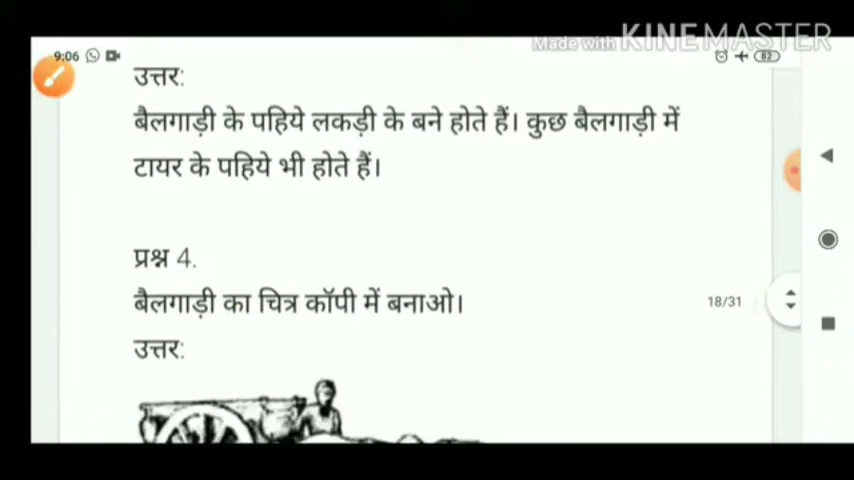 Made with KINEMASTER
9:06
82
उत्तर:
बैलगाड़ी के पहिये लकड़ी के बने होते हैं। कुछ बैलगाड़ी में
टायर के पहिये भी होते हैं।
प्रश्न 4.
बैलगाड़ी का चित्र कॉपी में बनाओ।
18/31
उत्तर: